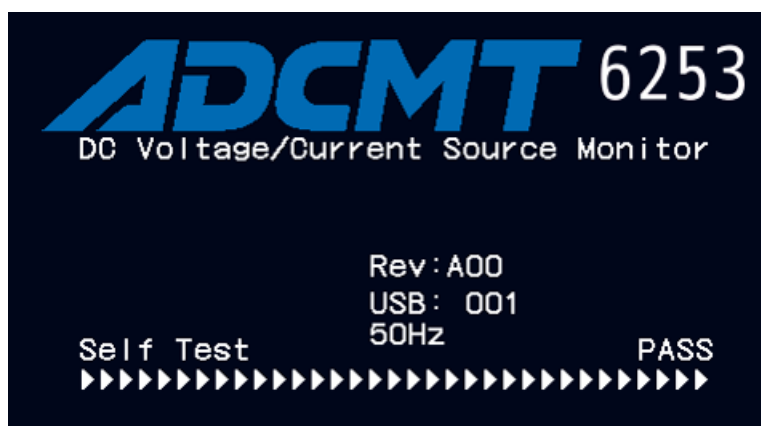 ADCMT 6253
DC Voltage/Current Source Monitor
Rev:A00
USB: 001
50Hz
Self Test PASS